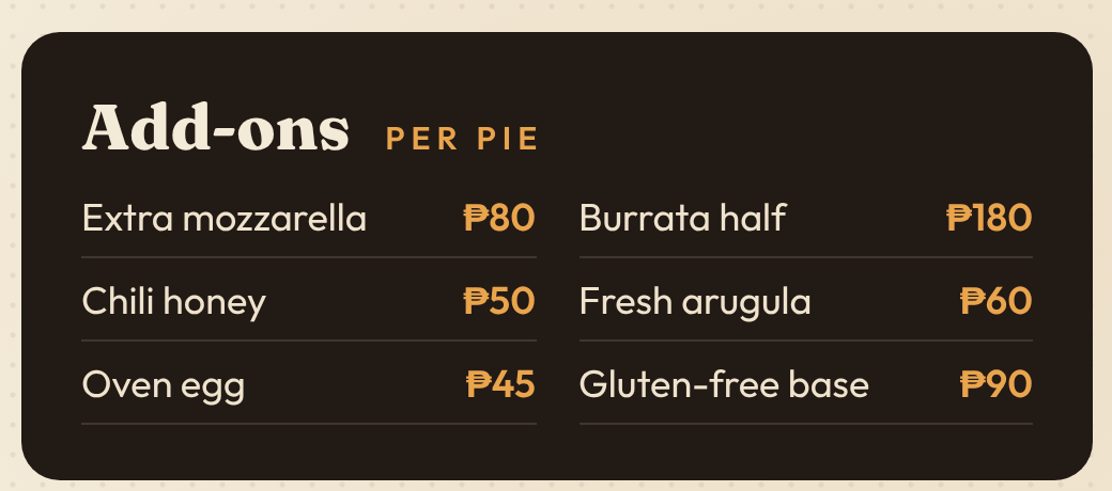 Add-ons PER PIE
Extra mozzarella ₱80
Burrata half ₱180
Chili honey ₱50
Fresh arugula ₱60
Oven egg ₱45
Gluten-free base ₱90